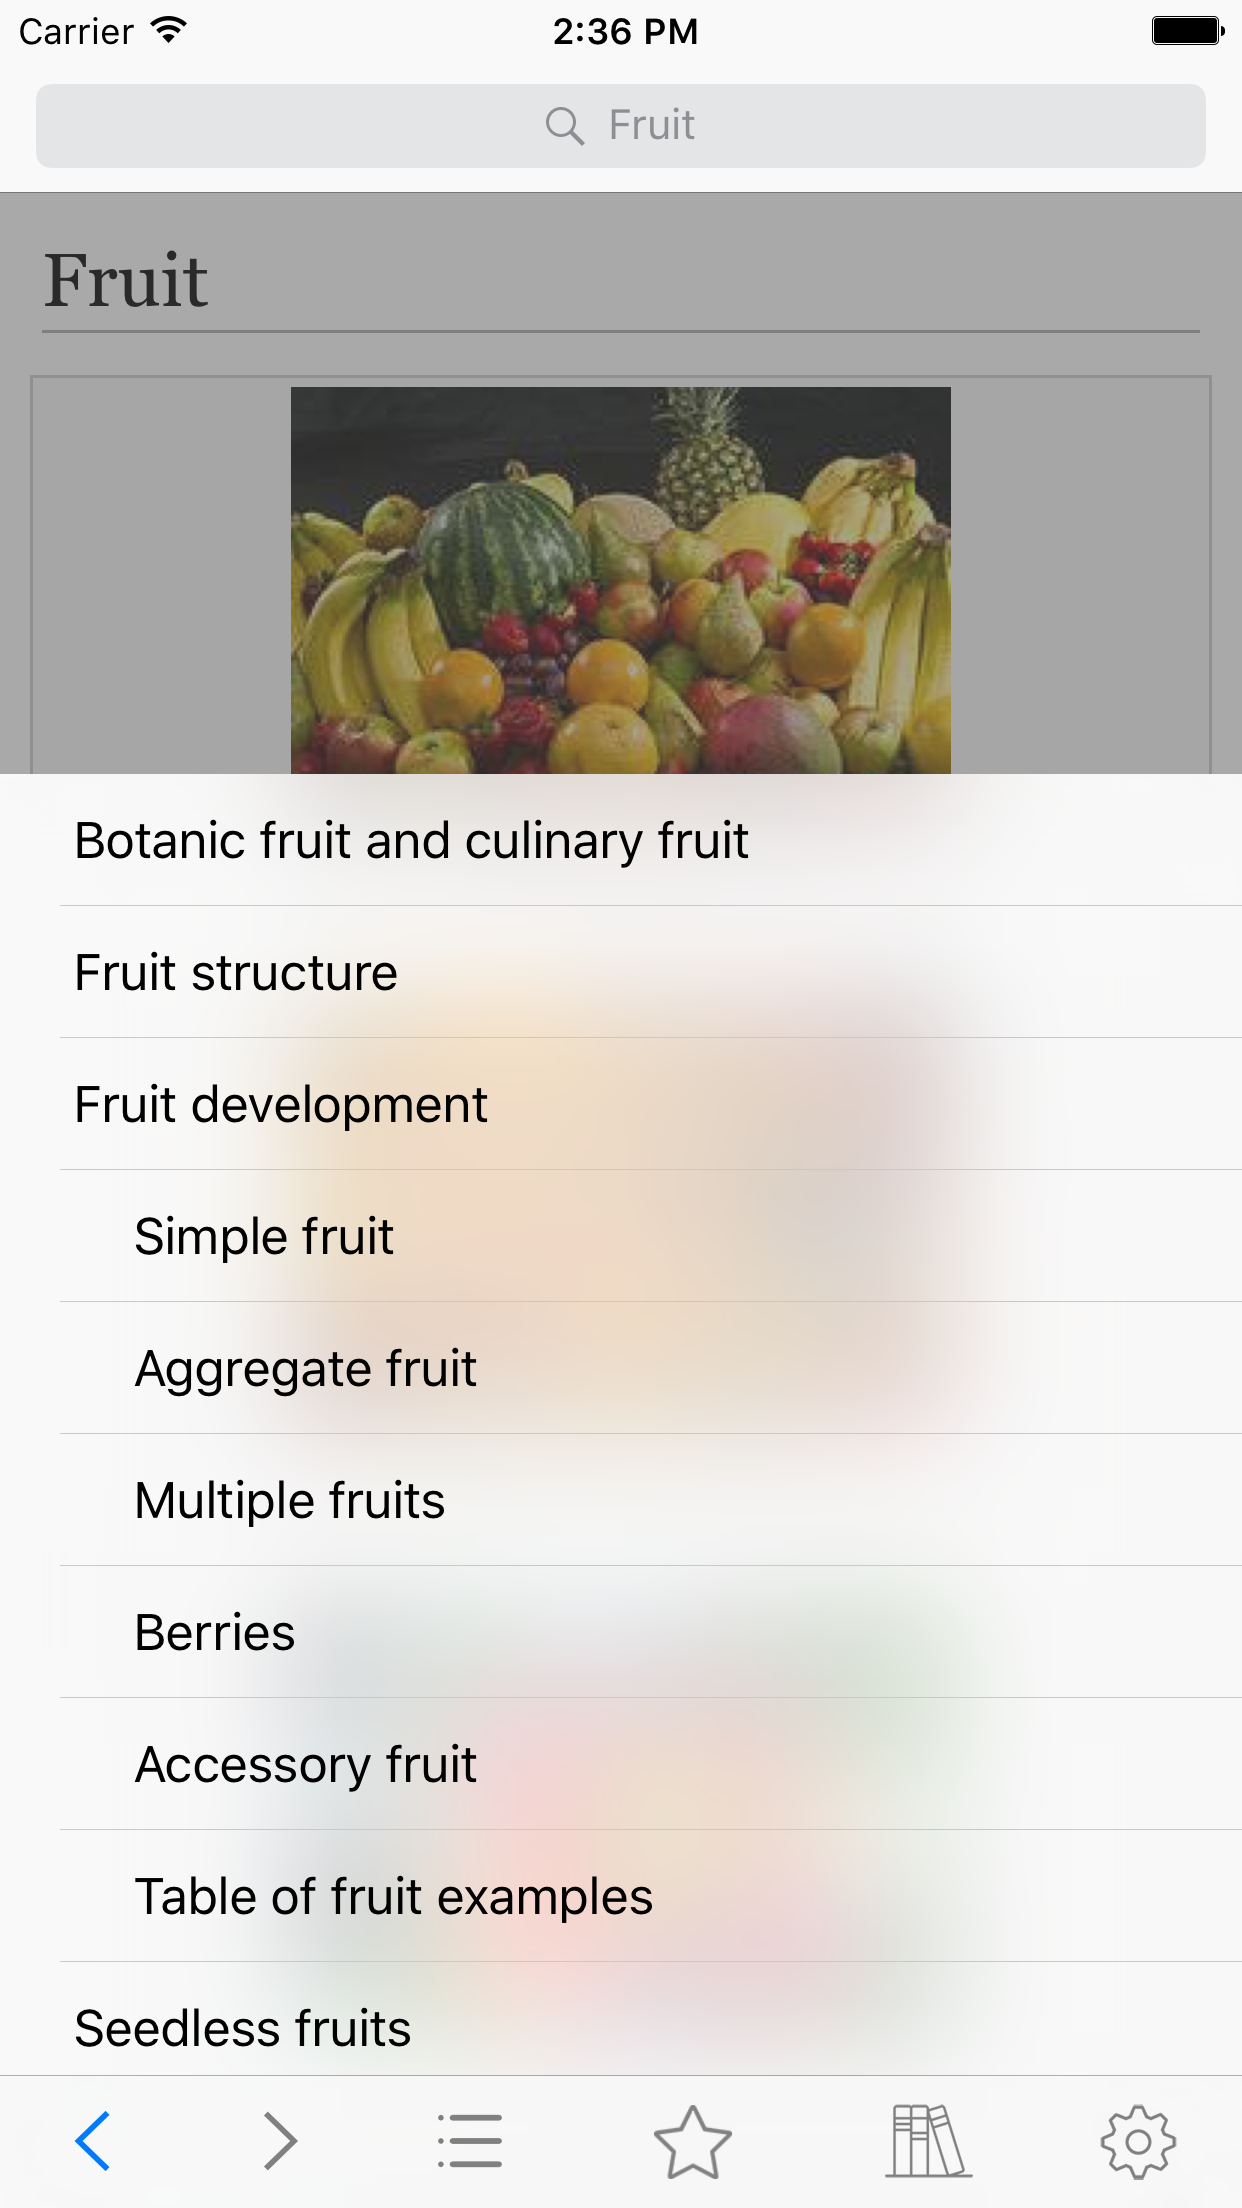 Carrier 2:36 PM
Fruit
Fruit
Botanic fruit and culinary fruit
Fruit structure
Fruit development
Simple fruit
Aggregate fruit
Multiple fruits
Berries
Accessory fruit
Table of fruit examples
Seedless fruits